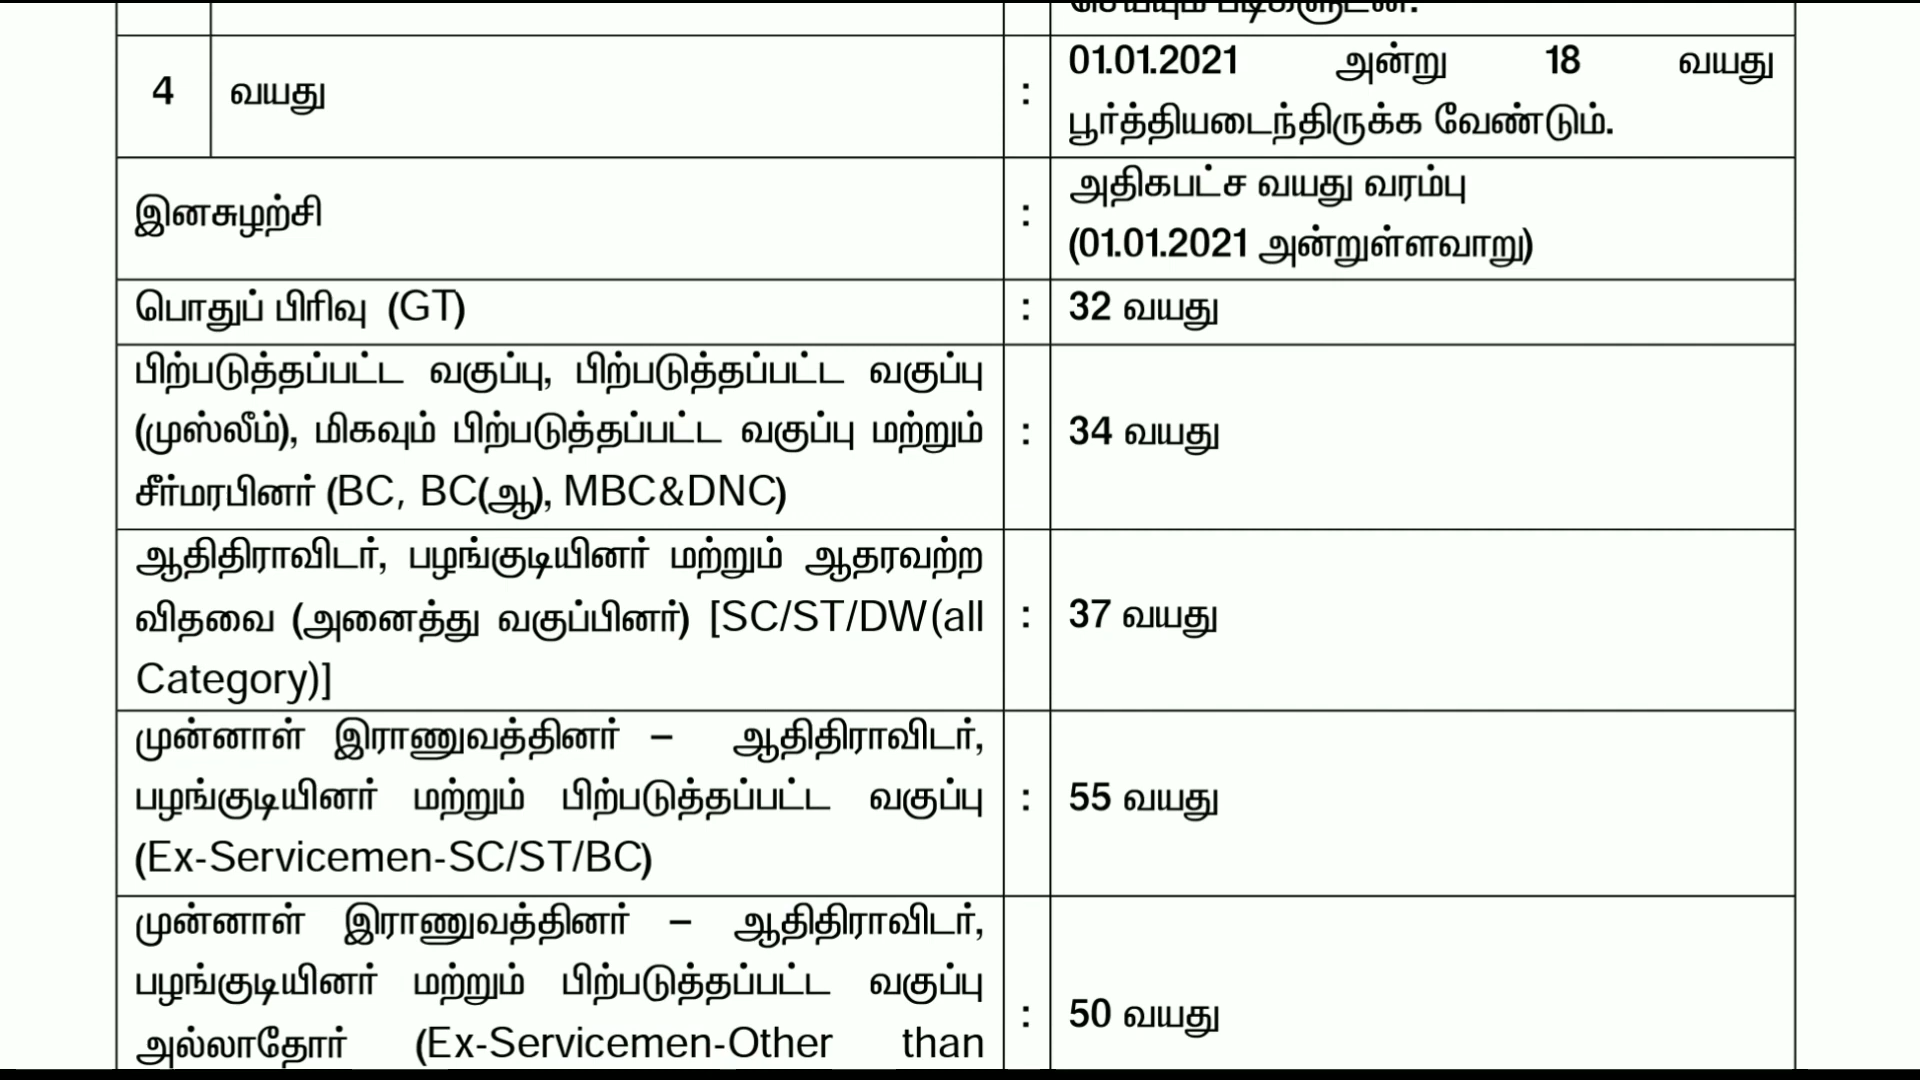 4 வயது : 01.01.2021 அன்று 18 வயது
பூர்த்தியடைந்திருக்க வேண்டும்.
இனசுழற்சி : அதிகபட்ச வயது வரம்பு
(01.01.2021 அன்றுள்ளவாறு)
பொதுப் பிரிவு (GT) : 32 வயது
பிற்படுத்தப்பட்ட வகுப்பு, பிற்படுத்தப்பட்ட வகுப்பு
(முஸ்லீம்), மிகவும் பிற்படுத்தப்பட்ட வகுப்பு மற்றும் : 34 வயது
சீர்மரபினர் (BC, BC(ஆ), MBC&DNC)
ஆதிதிராவிடர், பழங்குடியினர் மற்றும் ஆதரவற்ற
விதவை (அனைத்து வகுப்பினர்) [SC/ST/DW(all : 37 வயது
Category)]
முன்னாள் இராணுவத்தினர் – ஆதிதிராவிடர்,
பழங்குடியினர் மற்றும் பிற்படுத்தப்பட்ட வகுப்பு : 55 வயது
(Ex-Servicemen-SC/ST/BC)
முன்னாள் இராணுவத்தினர் – ஆதிதிராவிடர்,
பழங்குடியினர் மற்றும் பிற்படுத்தப்பட்ட வகுப்பு : 50 வயது
அல்லாதோர் (Ex-Servicemen-Other than